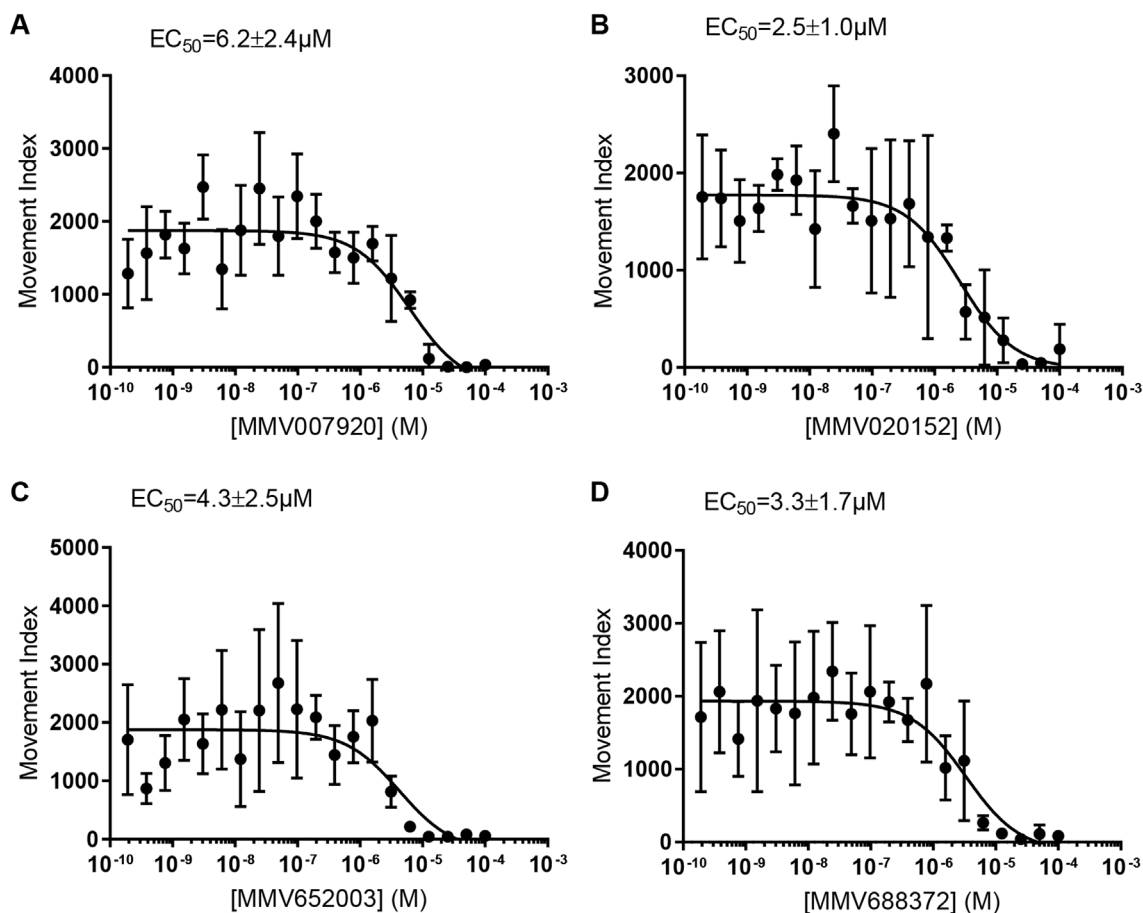 A
EC50=6.2±2.4µM
Movement Index
4000
3000
2000
1000
0
10-10 10-9 10-8 10-7 10-6 10-5 10-4 10-3
[MMV007920] (M)
B
EC50=2.5±1.0µM
Movement Index
3000
2000
1000
0
10-10 10-9 10-8 10-7 10-6 10-5 10-4 10-3
[MMV020152] (M)
C
EC50=4.3±2.5µM
Movement Index
5000
4000
3000
2000
1000
0
10-10 10-9 10-8 10-7 10-6 10-5 10-4 10-3
[MMV652003] (M)
D
EC50=3.3±1.7µM
Movement Index
4000
3000
2000
1000
0
10-10 10-9 10-8 10-7 10-6 10-5 10-4 10-3
[MMV688372] (M)